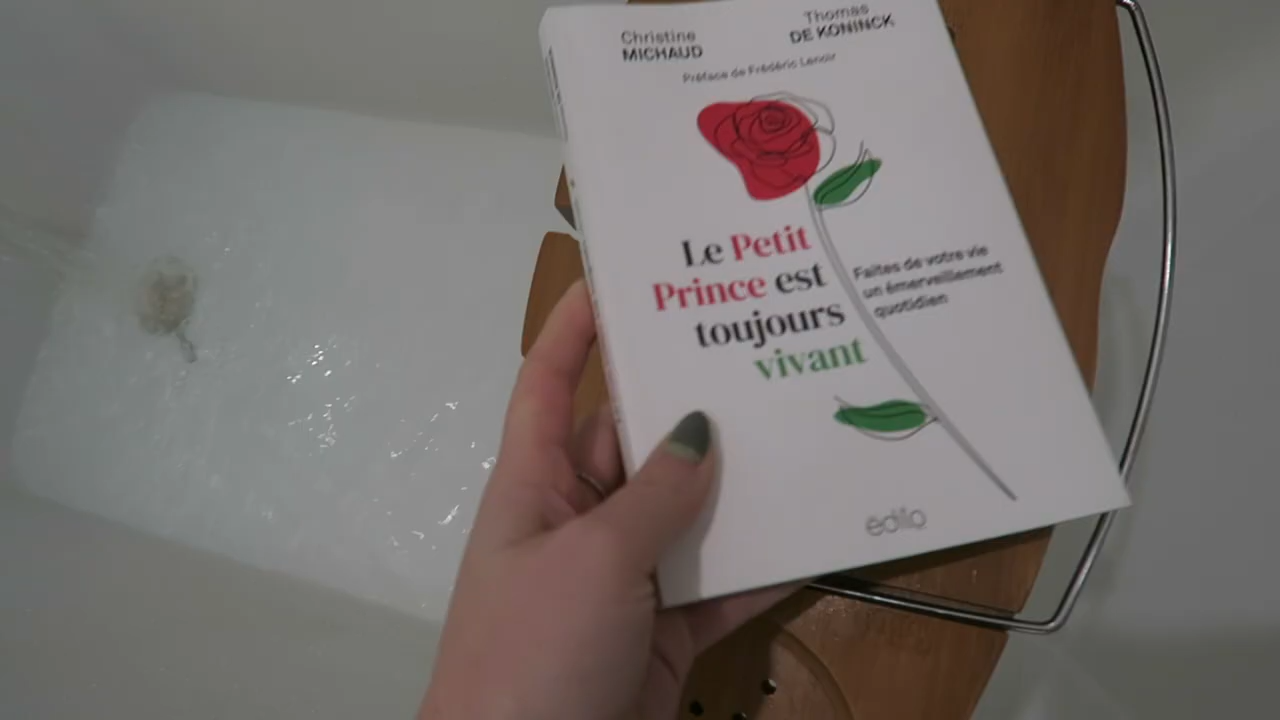 Christine
MICHAUD
Thomas
DE KONINCK
Préface de Frédéric Lenoir
Le Petit
Prince est
toujours
vivant
Faites de votre vie
un émerveillement
quotidien
edito